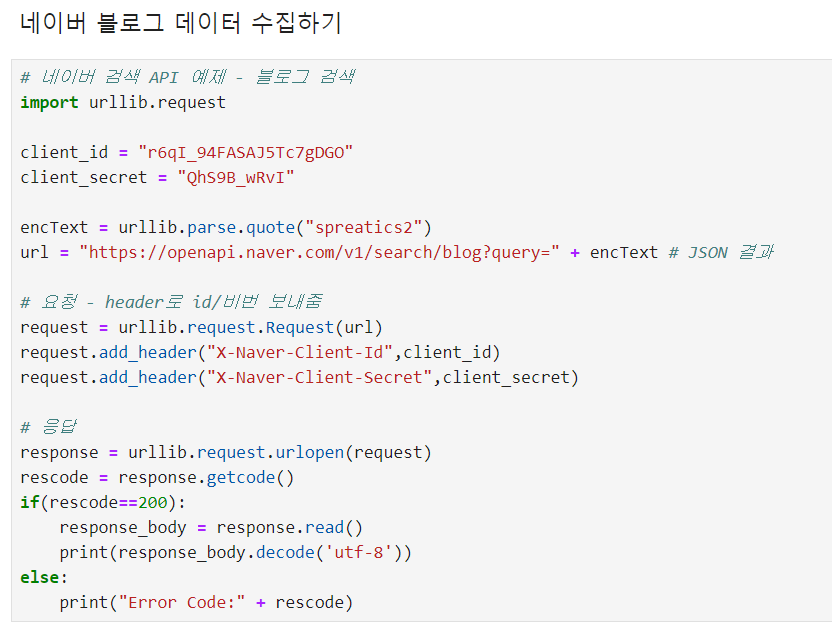 네이버 블로그 데이터 수집하기
# 네이버 검색 API 예제 - 블로그 검색
import urllib.request
client_id = "r6qI_94FASAJ5Tc7gDGO"
client_secret = "QhS9B_wRvI"
encText = urllib.parse.quote("spreatics2")
url = "https://openapi.naver.com/v1/search/blog?query=" + encText # JSON 결과
# 요청 - header로 id/비번 보내줌
request = urllib.request.Request(url)
request.add_header("X-Naver-Client-Id",client_id)
request.add_header("X-Naver-Client-Secret",client_secret)
# 응답
response = urllib.request.urlopen(request)
rescode = response.getcode()
if(rescode==200):
    response_body = response.read()
    print(response_body.decode('utf-8'))
else:
    print("Error Code:" + rescode)